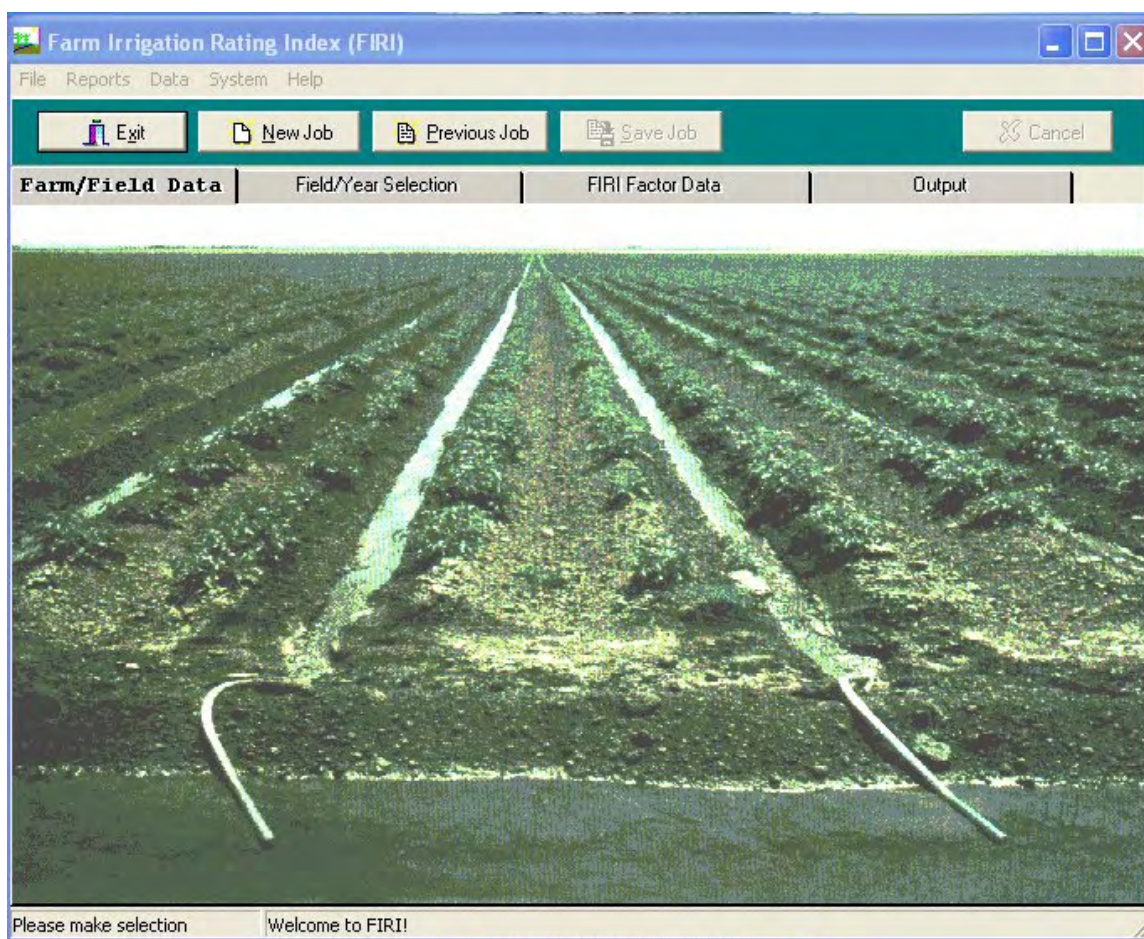 Farm Irrigation Rating Index (FIRI)
File Reports Data System Help
Exit New Job Previous Job Save Job Cancel
Farm/Field Data Field/Year Selection FIRI Factor Data Output
Please make selection Welcome to FIRI!